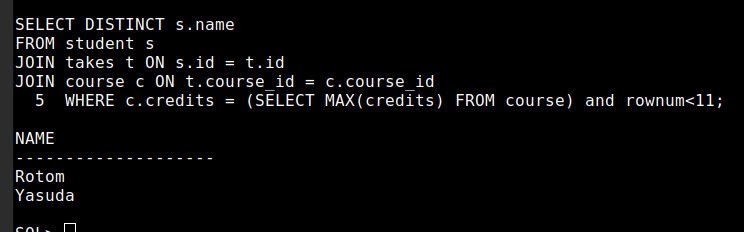 SELECT DISTINCT s.name
FROM student s
JOIN takes t ON s.id = t.id
JOIN course c ON t.course_id = c.course_id
  5  WHERE c.credits = (SELECT MAX(credits) FROM course) and rownum<11;
NAME
--------------------
Rotom
Yasuda
SQL>